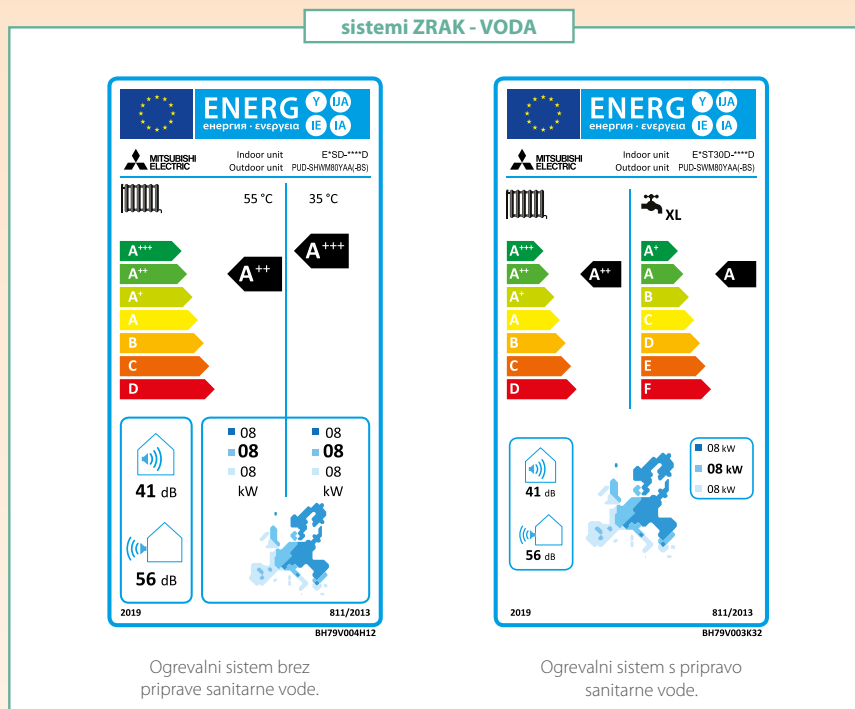 sistemi ZRAK - VODA
ENERG Y IJA
енергия · ενεργεια IE IA
MITSUBISHI
ELECTRIC
Indoor unit E*SD-****D
Outdoor unit PUD-SHWM80YAA(-BS)
55 °C 35 °C
A+++
A++
A+
A
B
C
D
A++
A+++
41 dB
56 dB
08 08
08 08
08 08
kW kW
2019 811/2013
BH79V004H12
Ogrevalni sistem brez
priprave sanitarne vode.
ENERG Y IJA
енергия · ενεργεια IE IA
MITSUBISHI
ELECTRIC
Indoor unit E*ST30D-****D
Outdoor unit PUD-SWM80YAA(-BS)
XL
A+++
A++
A+
A
B
C
D
A++
A+
A
B
C
D
E
F
A
41 dB
56 dB
08 kW
08 kW
08 kW
2019 811/2013
BH79V003K32
Ogrevalni sistem s pripravo
sanitarne vode.